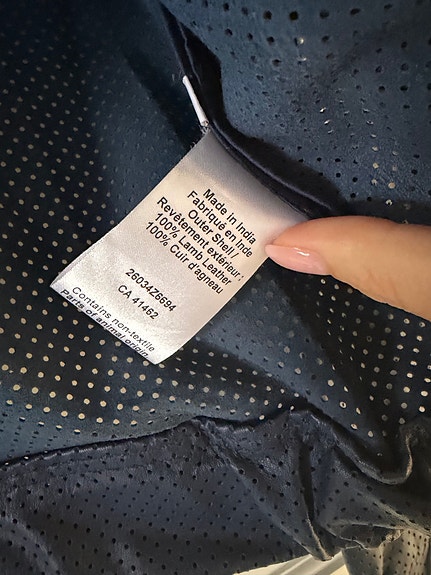 Made in India
Fabriqué en Inde
Outer Shell /
Revêtement extérieur:
100% Lamb Leather
100% Cuir d'agneau
26034Z6694
CA 41462
Contains non-textile
Parts of animal origin